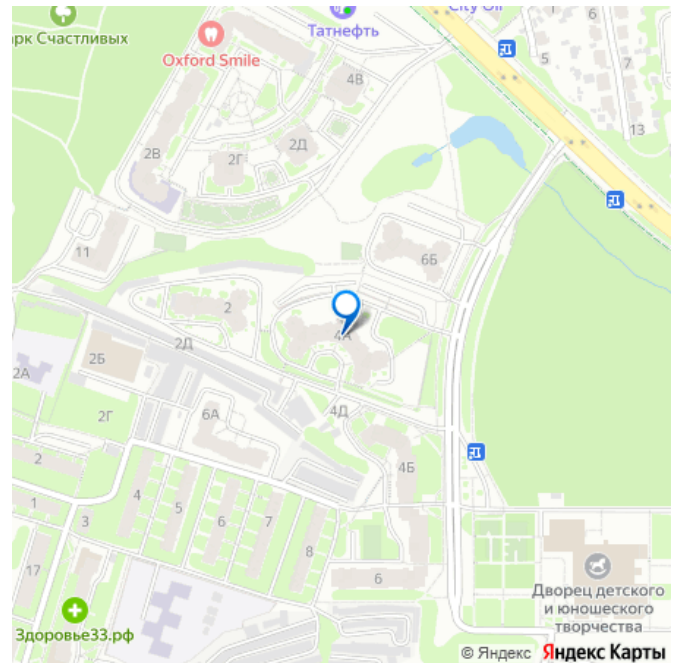 City Oil
Татнефть
6
арк Счастливых
Oxford Smile
5
7
4В
13
2Д
2В
2Г
11
6Б
2
4А
2Д
2Б
2А
2Г
6А
4Д
4Б
2
4
5
6
7
8
1
3
17
6
Дворец детского
и юношеского
творчества
Здоровье33.рф
© Яндекс Яндекс Карты